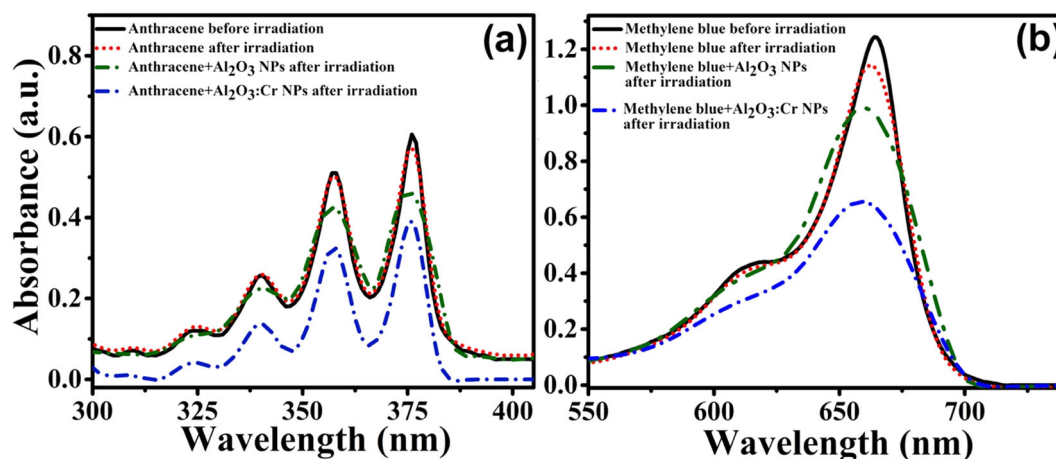 (a)
Anthracene before irradiation
Anthracene after irradiation
Anthracene+Al₂O₃ NPs after irradiation
Anthracene+Al₂O₃:Cr NPs after irradiation
0.8
0.6
0.4
0.2
0.0
300
325
350
375
400
Absorbance (a.u.)
Wavelength (nm)
(b)
Methylene blue before irradiation
Methylene blue after irradiation
Methylene blue+Al₂O₃ NPs
after irradiation
Methylene blue+Al₂O₃:Cr NPs
after irradiation
1.2
1.0
0.8
0.6
0.4
0.2
0.0
550
600
650
700
Wavelength (nm)